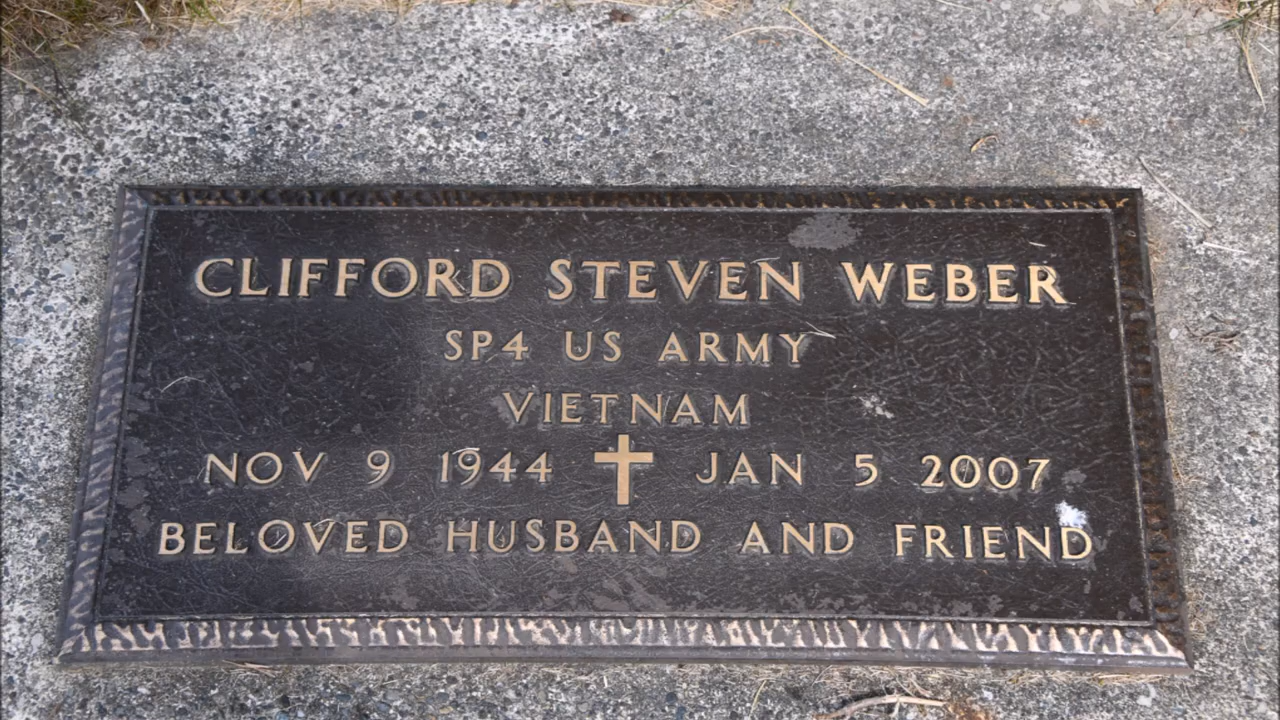 CLIFFORD STEVEN WEBER
SP4 US ARMY
VIETNAM
NOV 9 1944 JAN 5 2007
BELOVED HUSBAND AND FRIEND